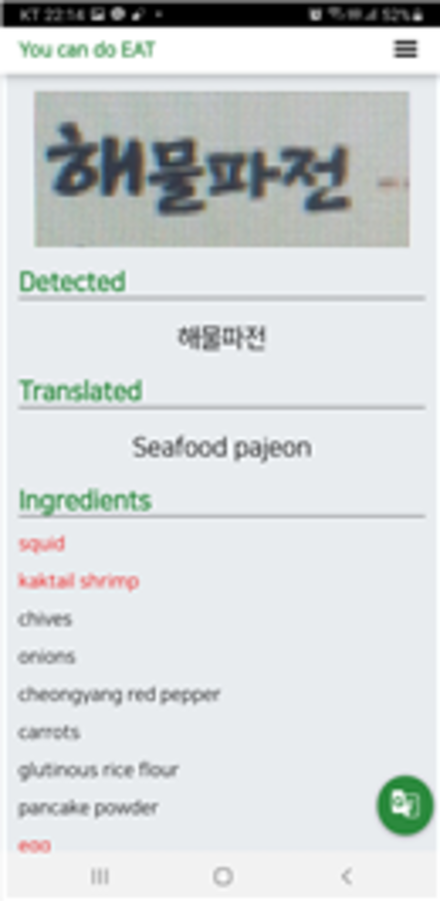 KT 22:14 52%
You can do EAT
해물파전
Detected
해물파전
Translated
Seafood pajeon
Ingredients
squid
kaktail shrimp
chives
onions
cheongyang red pepper
carrots
glutinous rice flour
pancake powder
egg